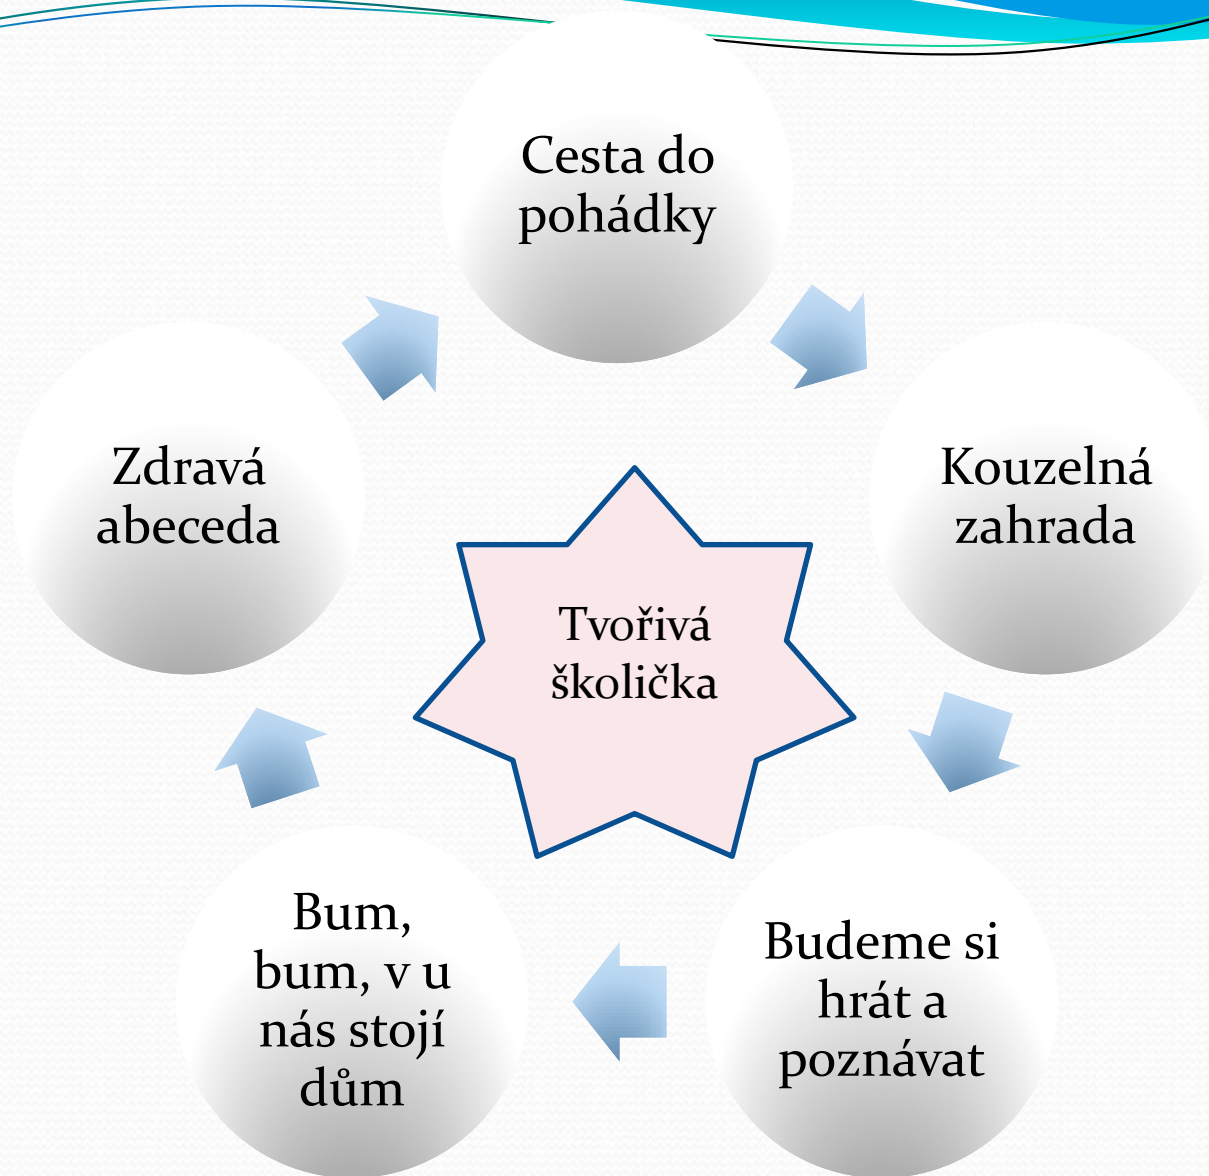 Cesta do
pohádky
Kouzelná
zahrada
Budeme si
hrát a
poznávat
Bum,
bum, v u
nás stojí
dům
Zdravá
abeceda
Tvořivá
školička